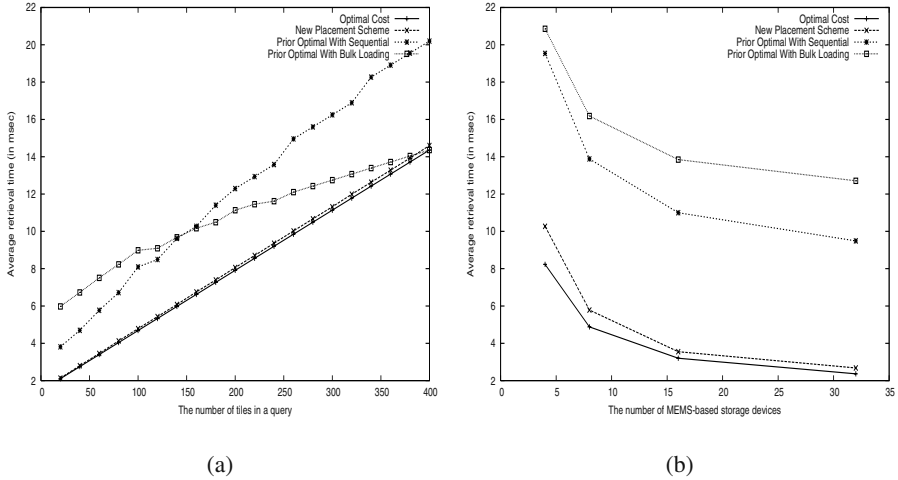 22
20
18
16
14
12
10
8
6
4
2
Average retrieval time (in msec)
Optimal Cost
New Placement Scheme
Prior Optimal With Sequential
Prior Optimal With Bulk Loading
0 50 100 150 200 250 300 350 400
The number of tiles in a query
(a)
22
20
18
16
14
12
10
8
6
4
2
Average retrieval time (in msec)
Optimal Cost
New Placement Scheme
Prior Optimal With Sequential
Prior Optimal With Bulk Loading
0 5 10 15 20 25 30 35
The number of MEMS-based storage devices
(b)